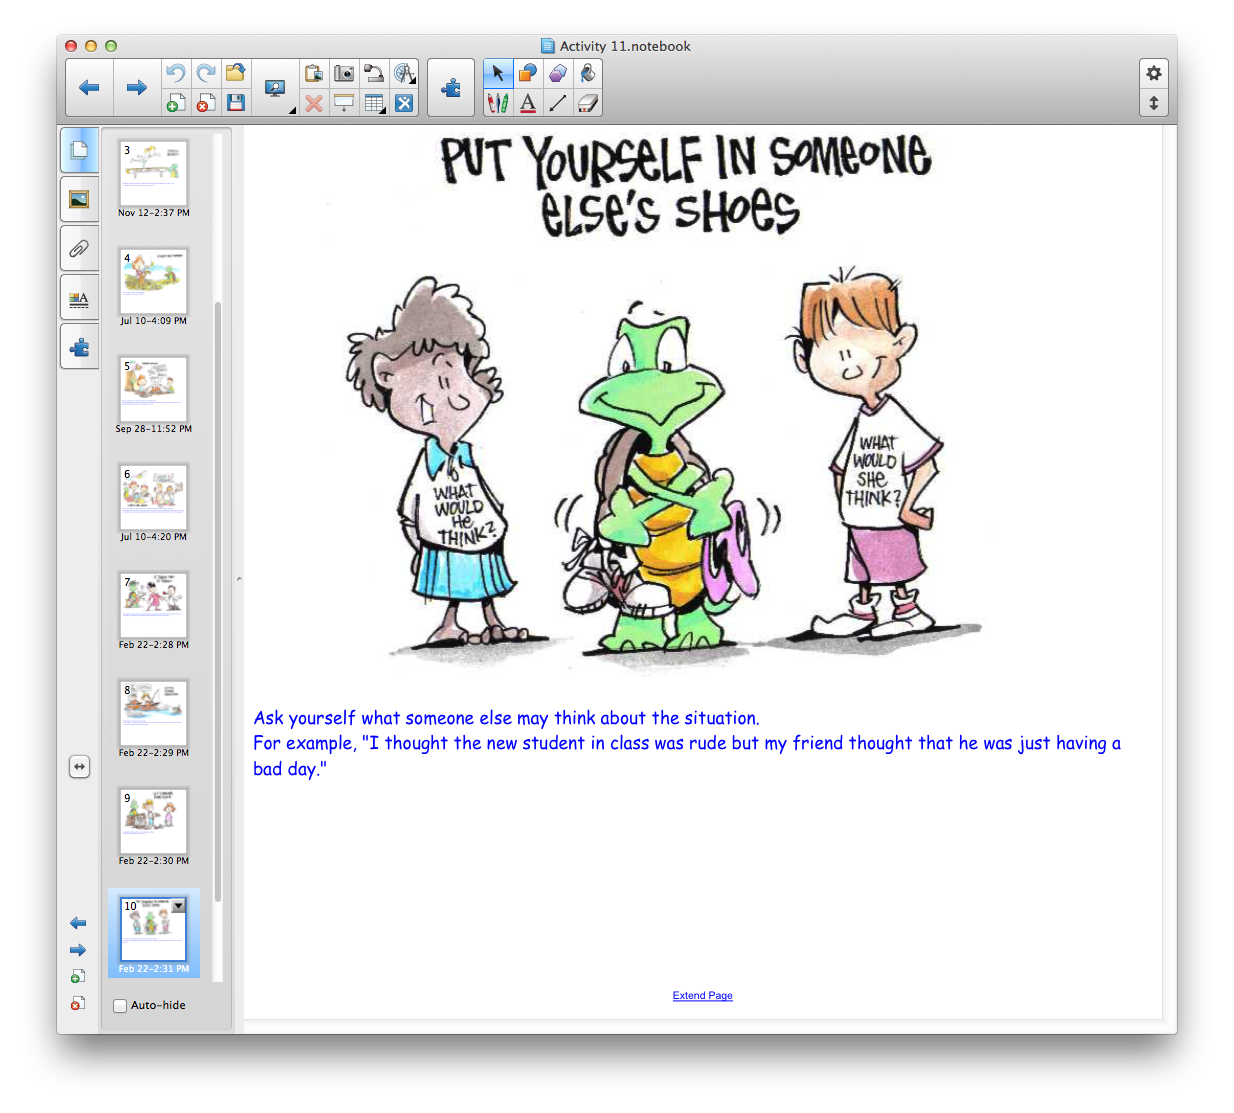 Activity 11.notebook
3
Nov 12-2:37 PM
4
Jul 10-4:09 PM
5
Sep 28-11:52 PM
6
Jul 10-4:20 PM
7
Feb 22-2:28 PM
8
Feb 22-2:29 PM
9
Feb 22-2:30 PM
10
Feb 22-2:31 PM
Auto-hide
PUT YOURSELF IN SOMEONE
ELSE'S SHOES
WHAT
WOULD
HE
THINK?
WHAT
WOULD
SHE
THINK?
Ask yourself what someone else may think about the situation.
For example, "I thought the new student in class was rude but my friend thought that he was just having a
bad day."
Extend Page